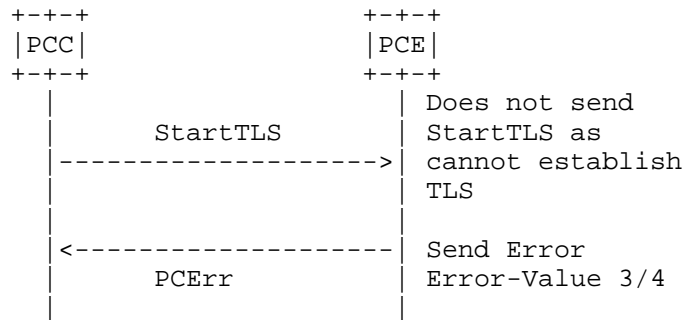 PCC PCE
Does not send
StartTLS StartTLS as
cannot establish
TLS
Send Error
PCErr Error-Value 3/4